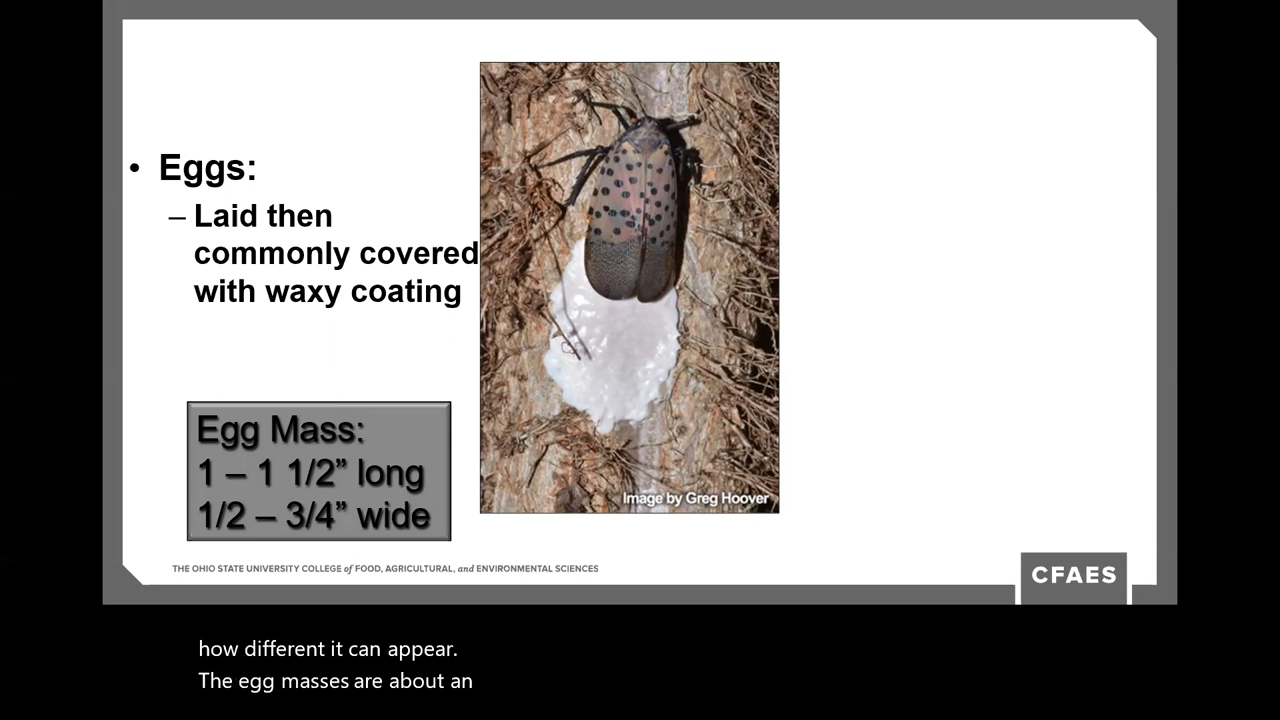 • Eggs:
– Laid then
commonly covered
with waxy coating
Egg Mass:
1 – 1 1/2” long
1/2 – 3/4” wide
Image by Greg Hoover
THE OHIO STATE UNIVERSITY COLLEGE of FOOD, AGRICULTURAL, and ENVIRONMENTAL SCIENCES
CFAES
how different it can appear.
The egg masses are about an